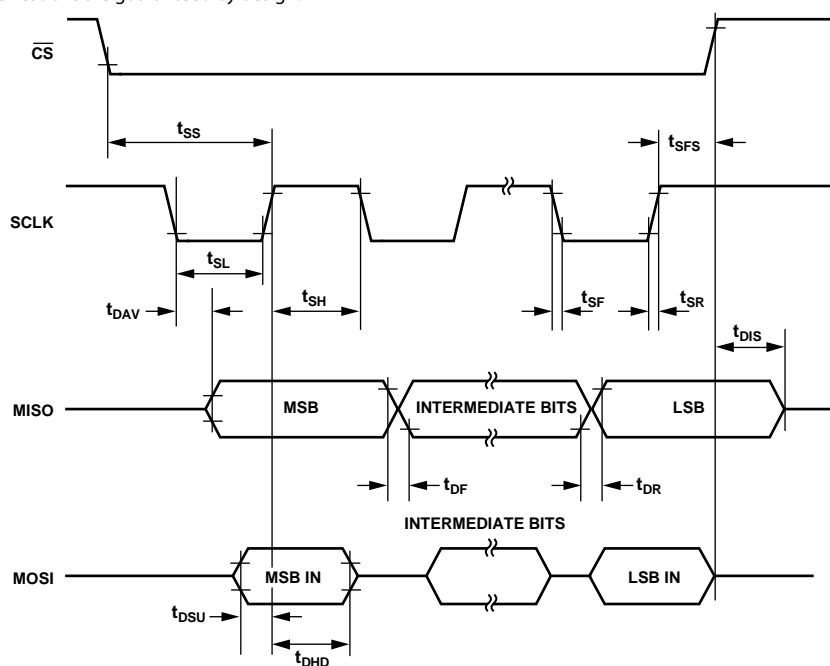 CS
tSS
tSFS
SCLK
tSL
tSH
tSF
tSR
tDAV
tDIS
MISO
MSB
INTERMEDIATE BITS
LSB
tDF
tDR
INTERMEDIATE BITS
MOSI
MSB IN
LSB IN
tDSU
tDHD